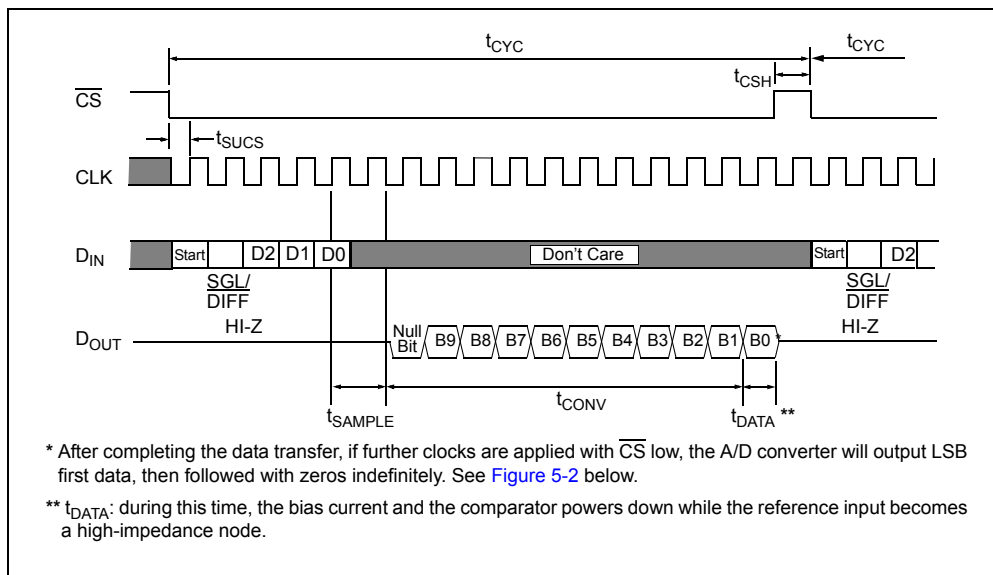 tCYC tCYC
tCSH
CS
tSUCS
CLK
DIN Start D2 D1 D0 Don't Care Start D2
SGL/ SGL/
DIFF DIFF
HI-Z HI-Z
DOUT Null Bit B9 B8 B7 B6 B5 B4 B3 B2 B1 B0 *
tSAMPLE tCONV tDATA **
* After completing the data transfer, if further clocks are applied with CS low, the A/D converter will output LSB
first data, then followed with zeros indefinitely. See Figure 5-2 below.
** tDATA: during this time, the bias current and the comparator powers down while the reference input becomes
a high-impedance node.